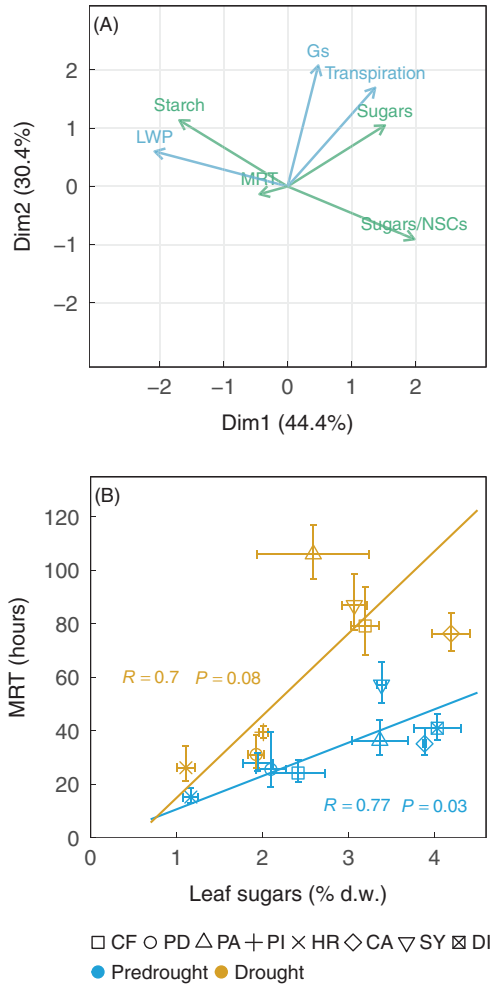 (A)
Gs
Transpiration
Starch
Sugars
LWP
MRT
Sugars/NSCs
2
1
0
−1
−2
Dim2 (30.4%)
−2 −1 0 1 2
Dim1 (44.4%)
(B)
120
100
80
60
40
20
0
MRT (hours)
R = 0.7 P = 0.08
R = 0.77 P = 0.03
0 1 2 3 4
Leaf sugars (% d.w.)
CF PD PA PI HR CA SY DI
Predrought Drought